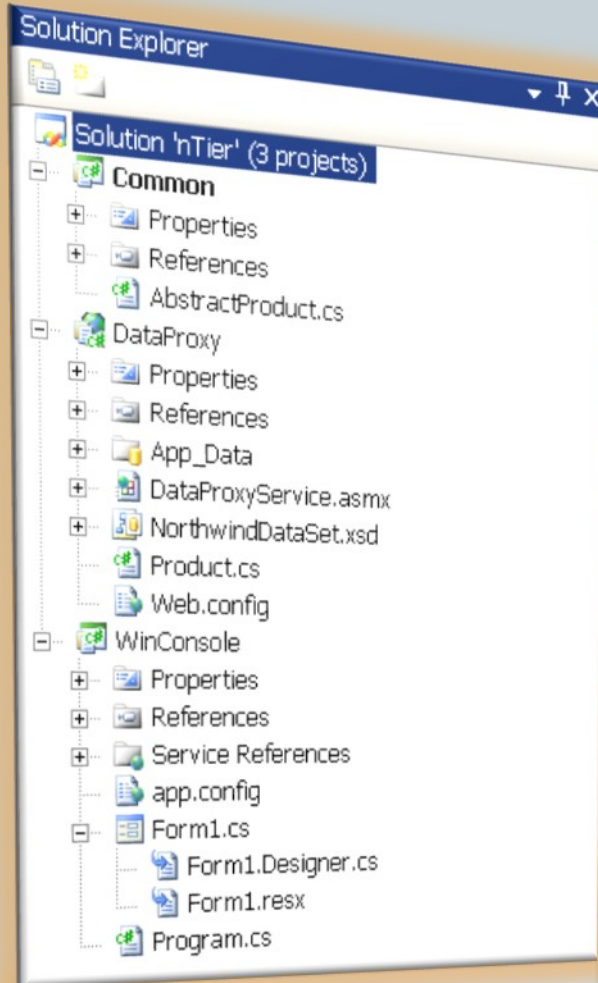 Solution Explorer
Solution 'nTier' (3 projects)
Common
Properties
References
AbstractProduct.cs
DataProxy
Properties
References
App_Data
DataProxyService.asmx
NorthwindDataSet.xsd
Product.cs
Web.config
WinConsole
Properties
References
Service References
app.config
Form1.cs
Form1.Designer.cs
Form1.resx
Program.cs